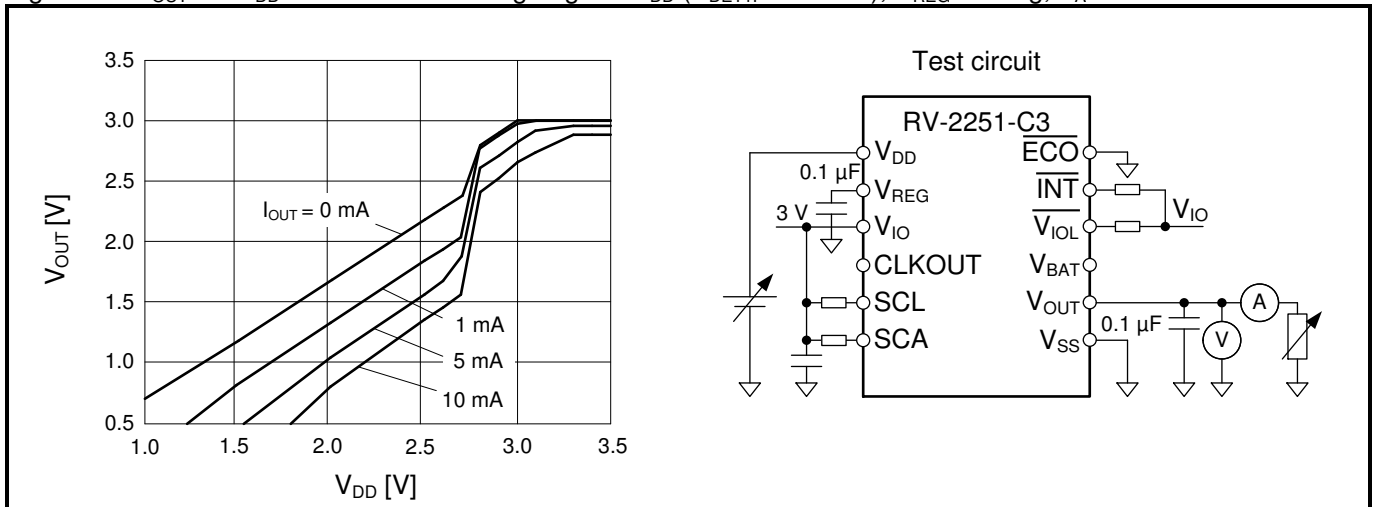 3.5
3.0
2.5
2.0
1.5
1.0
0.5
1.0 1.5 2.0 2.5 3.0 3.5
VOUT [V]
VDD [V]
IOUT = 0 mA
1 mA
5 mA
10 mA
Test circuit
RV-2251-C3
VDD
VREG
VIO
CLKOUT
SCL
SCA
ECO
INT
VIOL
VBAT
VOUT
VSS
0.1 µF
3 V
VIO
0.1 µF
V
A